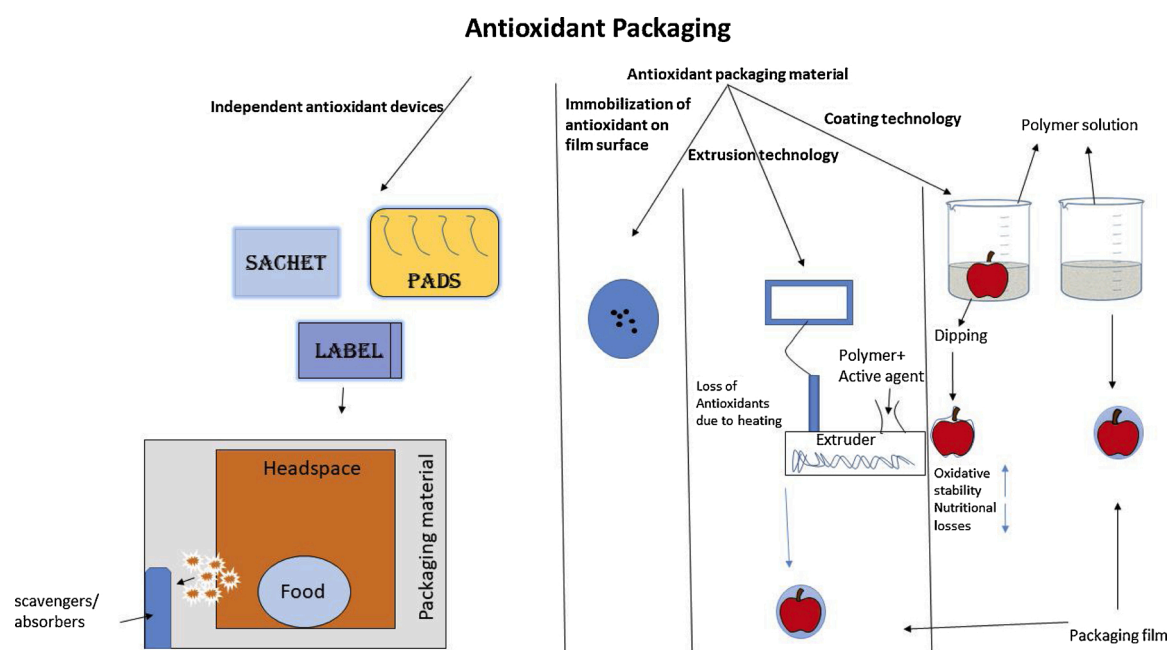 Antioxidant Packaging
Independent antioxidant devices
SACHET
PADS
LABEL
Headspace
Food
Packaging material
scavengers/
absorbers
Antioxidant packaging material
Immobilization of
antioxidant on
film surface
Extrusion technology
Coating technology
Polymer solution
Loss of
Antioxidants
due to heating
Polymer+
Active agent
Extruder
Dipping
Oxidative
stability
Nutritional
losses
Packaging film